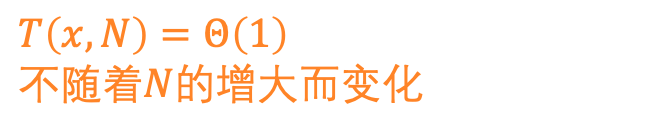 T(x,N) = Θ(1)
不随着N的增大而变化